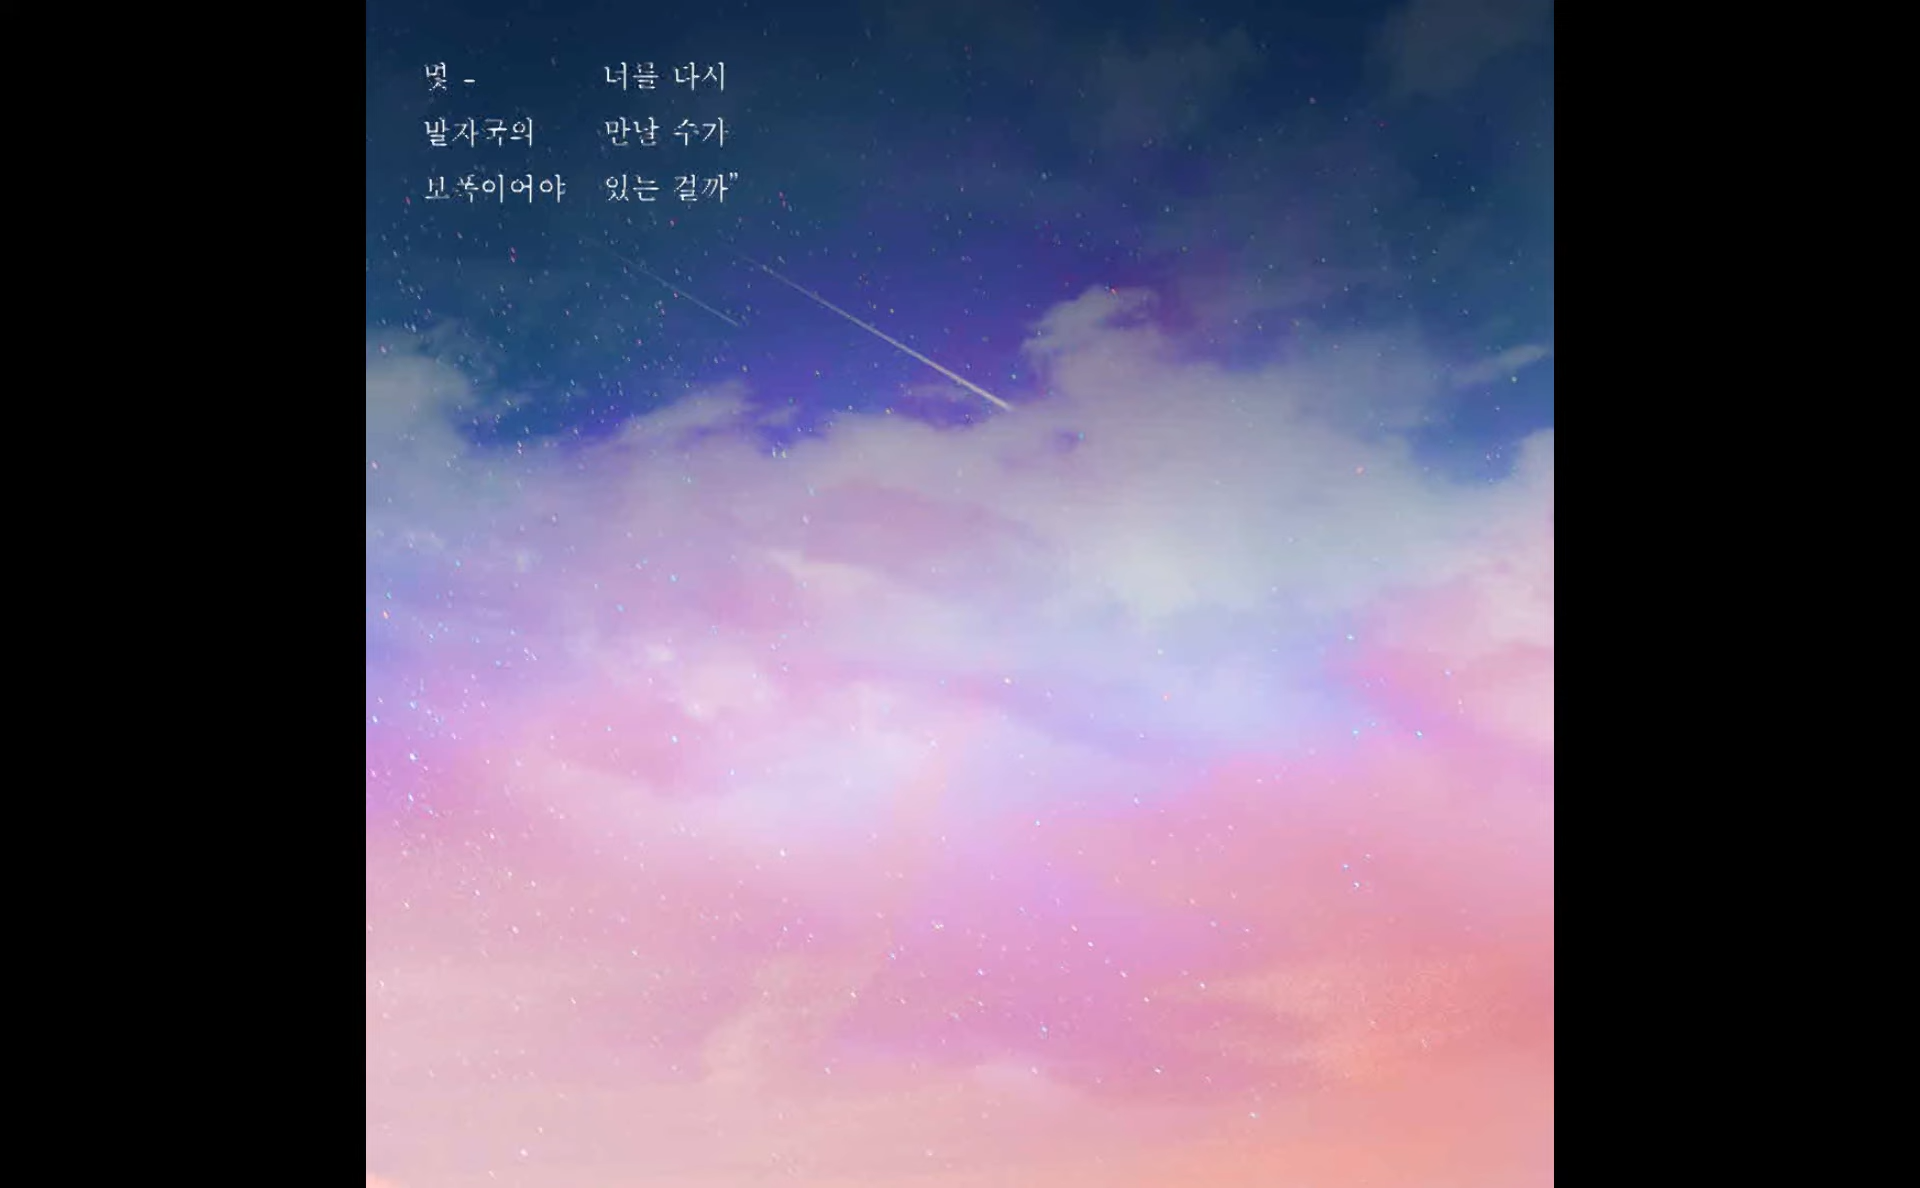 몇 -
발자국의
보폭이어야
너를 다시
만날 수가
있는 걸까”